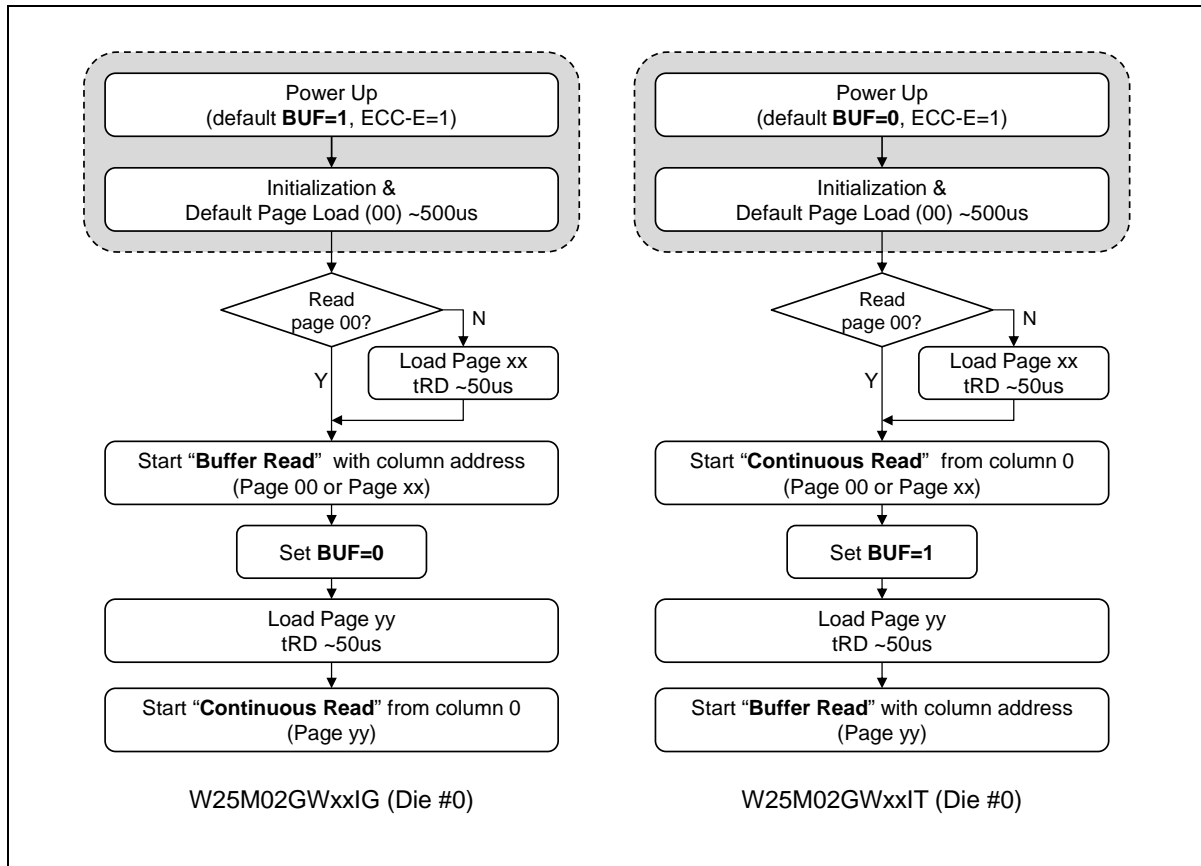 Power Up
(default BUF=1, ECC-E=1)
Initialization &
Default Page Load (00) ~500us
Read
page 00?
N
Y
Load Page xx
tRD ~50us
Start “Buffer Read” with column address
(Page 00 or Page xx)
Set BUF=0
Load Page yy
tRD ~50us
Start “Continuous Read” from column 0
(Page yy)
W25M02GWxxIG (Die #0)
Power Up
(default BUF=0, ECC-E=1)
Initialization &
Default Page Load (00) ~500us
Read
page 00?
N
Y
Load Page xx
tRD ~50us
Start “Continuous Read” from column 0
(Page 00 or Page xx)
Set BUF=1
Load Page yy
tRD ~50us
Start “Buffer Read” with column address
(Page yy)
W25M02GWxxIT (Die #0)